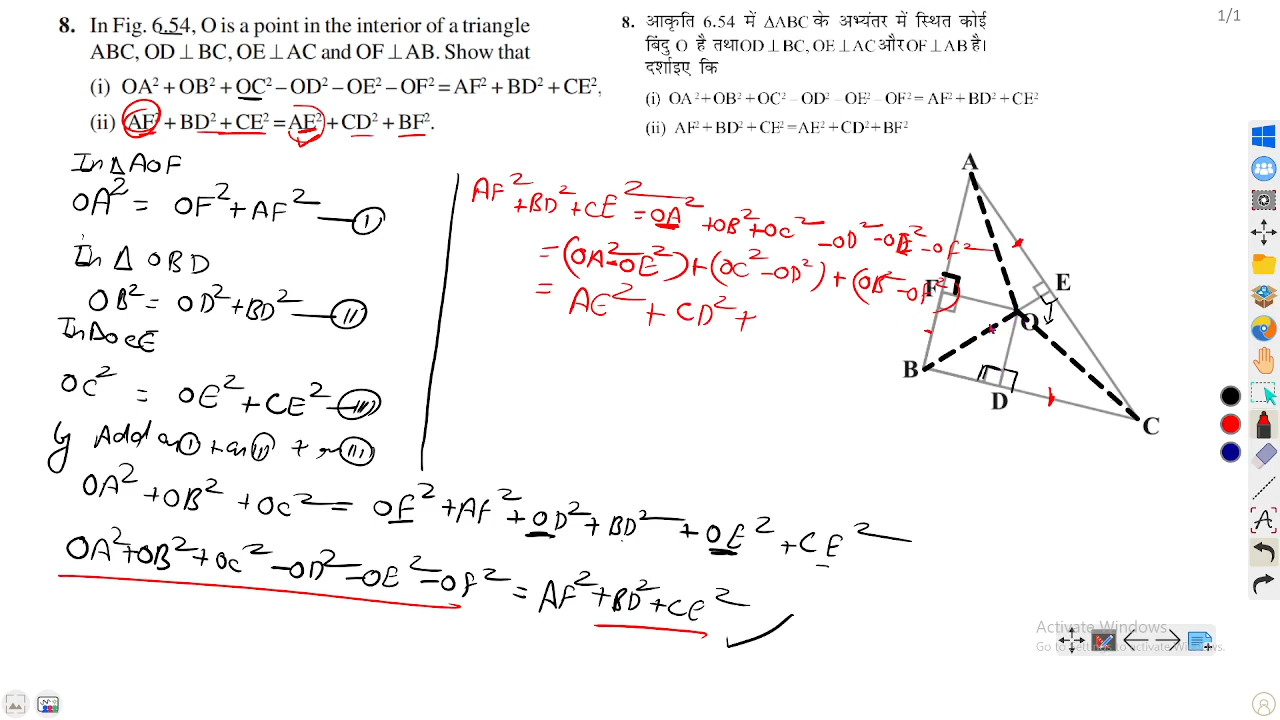 8. In Fig. 6.54, O is a point in the interior of a triangle
ABC, OD ⊥ BC, OE ⊥ AC and OF ⊥ AB. Show that
(i) OA² + OB² + OC² – OD² – OE² – OF² = AF² + BD² + CE²,
(ii) AF² + BD² + CE² = AE² + CD² + BF².
8. आकृति 6.54 में ΔABC के अभ्यंतर में स्थित कोई
बिंदु O है तथा OD ⊥ BC, OE ⊥ AC और OF ⊥ AB है।
दर्शाइए कि
(i) OA² + OB² + OC² – OD² – OE² – OF² = AF² + BD² + CE²
(ii) AF² + BD² + CE² = AE² + CD² + BF²
1/1
In Δ AOF
OA² = OF² + AF² — (I)
In Δ OBD
OB² = OD² + BD² — (II)
In Δ OCE
OC² = OE² + CE² — (III)
OA² + OB² + OC² = OF² + AF² + OD² + BD² + OE² + CE²
OA² + OB² + OC² – OD² – OE² – OF² = AF² + BD² + CE²
AF² + BD² + CE² = OA² + OB² + OC² – OD² – OE² – OF²
= (OA² – OE²) + (OC² – OD²) + (OB² – OF²)
= AE² + CD² +
A
F
E
O
B
D
C
Activate Windows
Go to Settings to activate Windows.